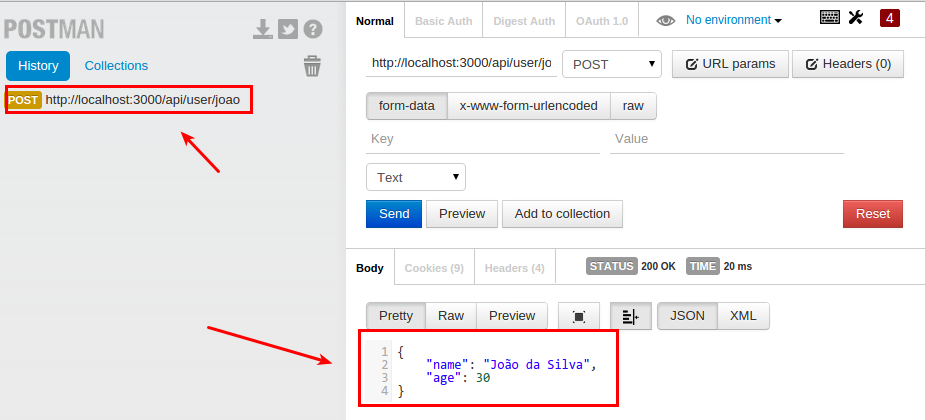 POSTMAN
History Collections
POST http://localhost:3000/api/user/joao
Normal Basic Auth Digest Auth OAuth 1.0 No environment 4
http://localhost:3000/api/user/jo POST URL params Headers (0)
form-data x-www-form-urlencoded raw
Key Value
Text
Send Preview Add to collection Reset
Body Cookies (9) Headers (4) STATUS 200 OK TIME 20 ms
Pretty Raw Preview JSON XML
1 {
2 "name": "João da Silva",
3 "age": 30
4 }